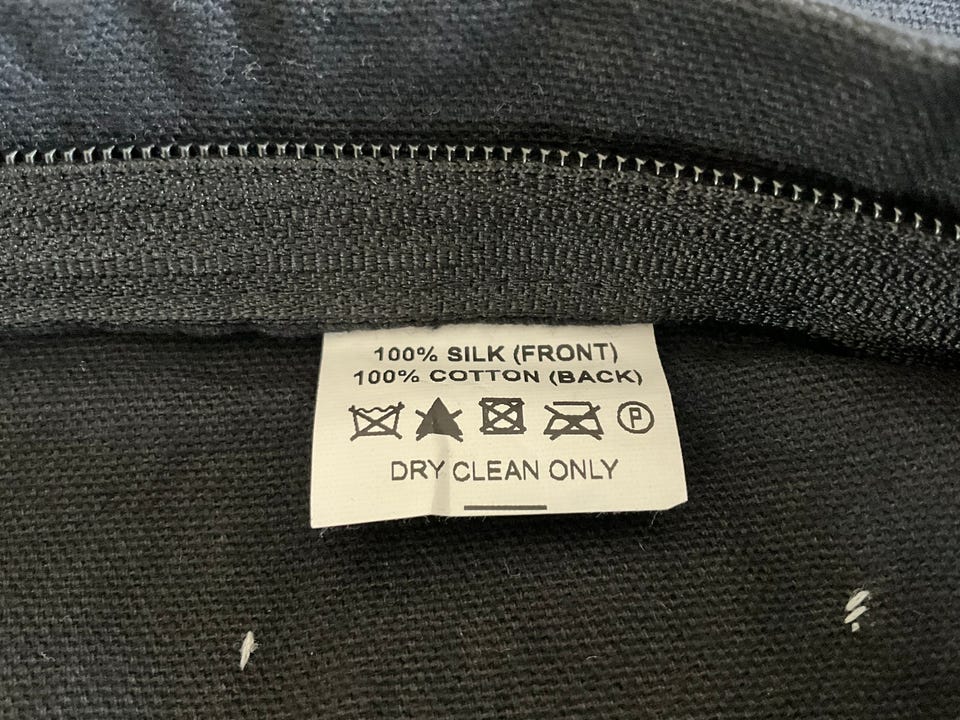 100% SILK (FRONT)
100% COTTON (BACK)
P
DRY CLEAN ONLY